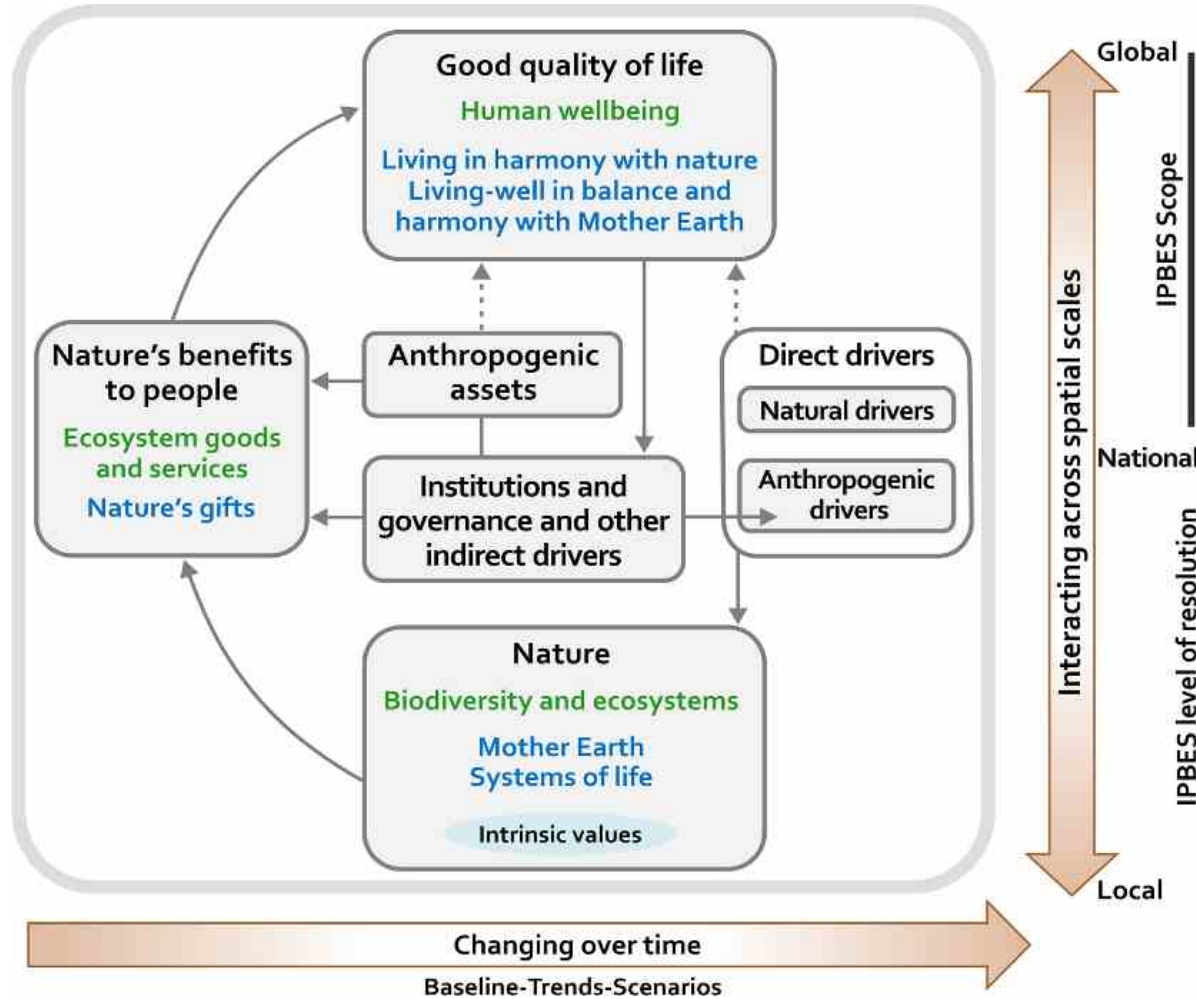 Good quality of life
Human wellbeing
Living in harmony with nature
Living-well in balance and
harmony with Mother Earth
Nature's benefits
to people
Ecosystem goods
and services
Nature's gifts
Anthropogenic
assets
Institutions and
governance and other
indirect drivers
Direct drivers
Natural drivers
Anthropogenic
drivers
Nature
Biodiversity and ecosystems
Mother Earth
Systems of life
Intrinsic values
Interacting across spatial scales
Global
IPBES Scope
National
IPBES level of resolution
Local
Changing over time
Baseline-Trends-Scenarios